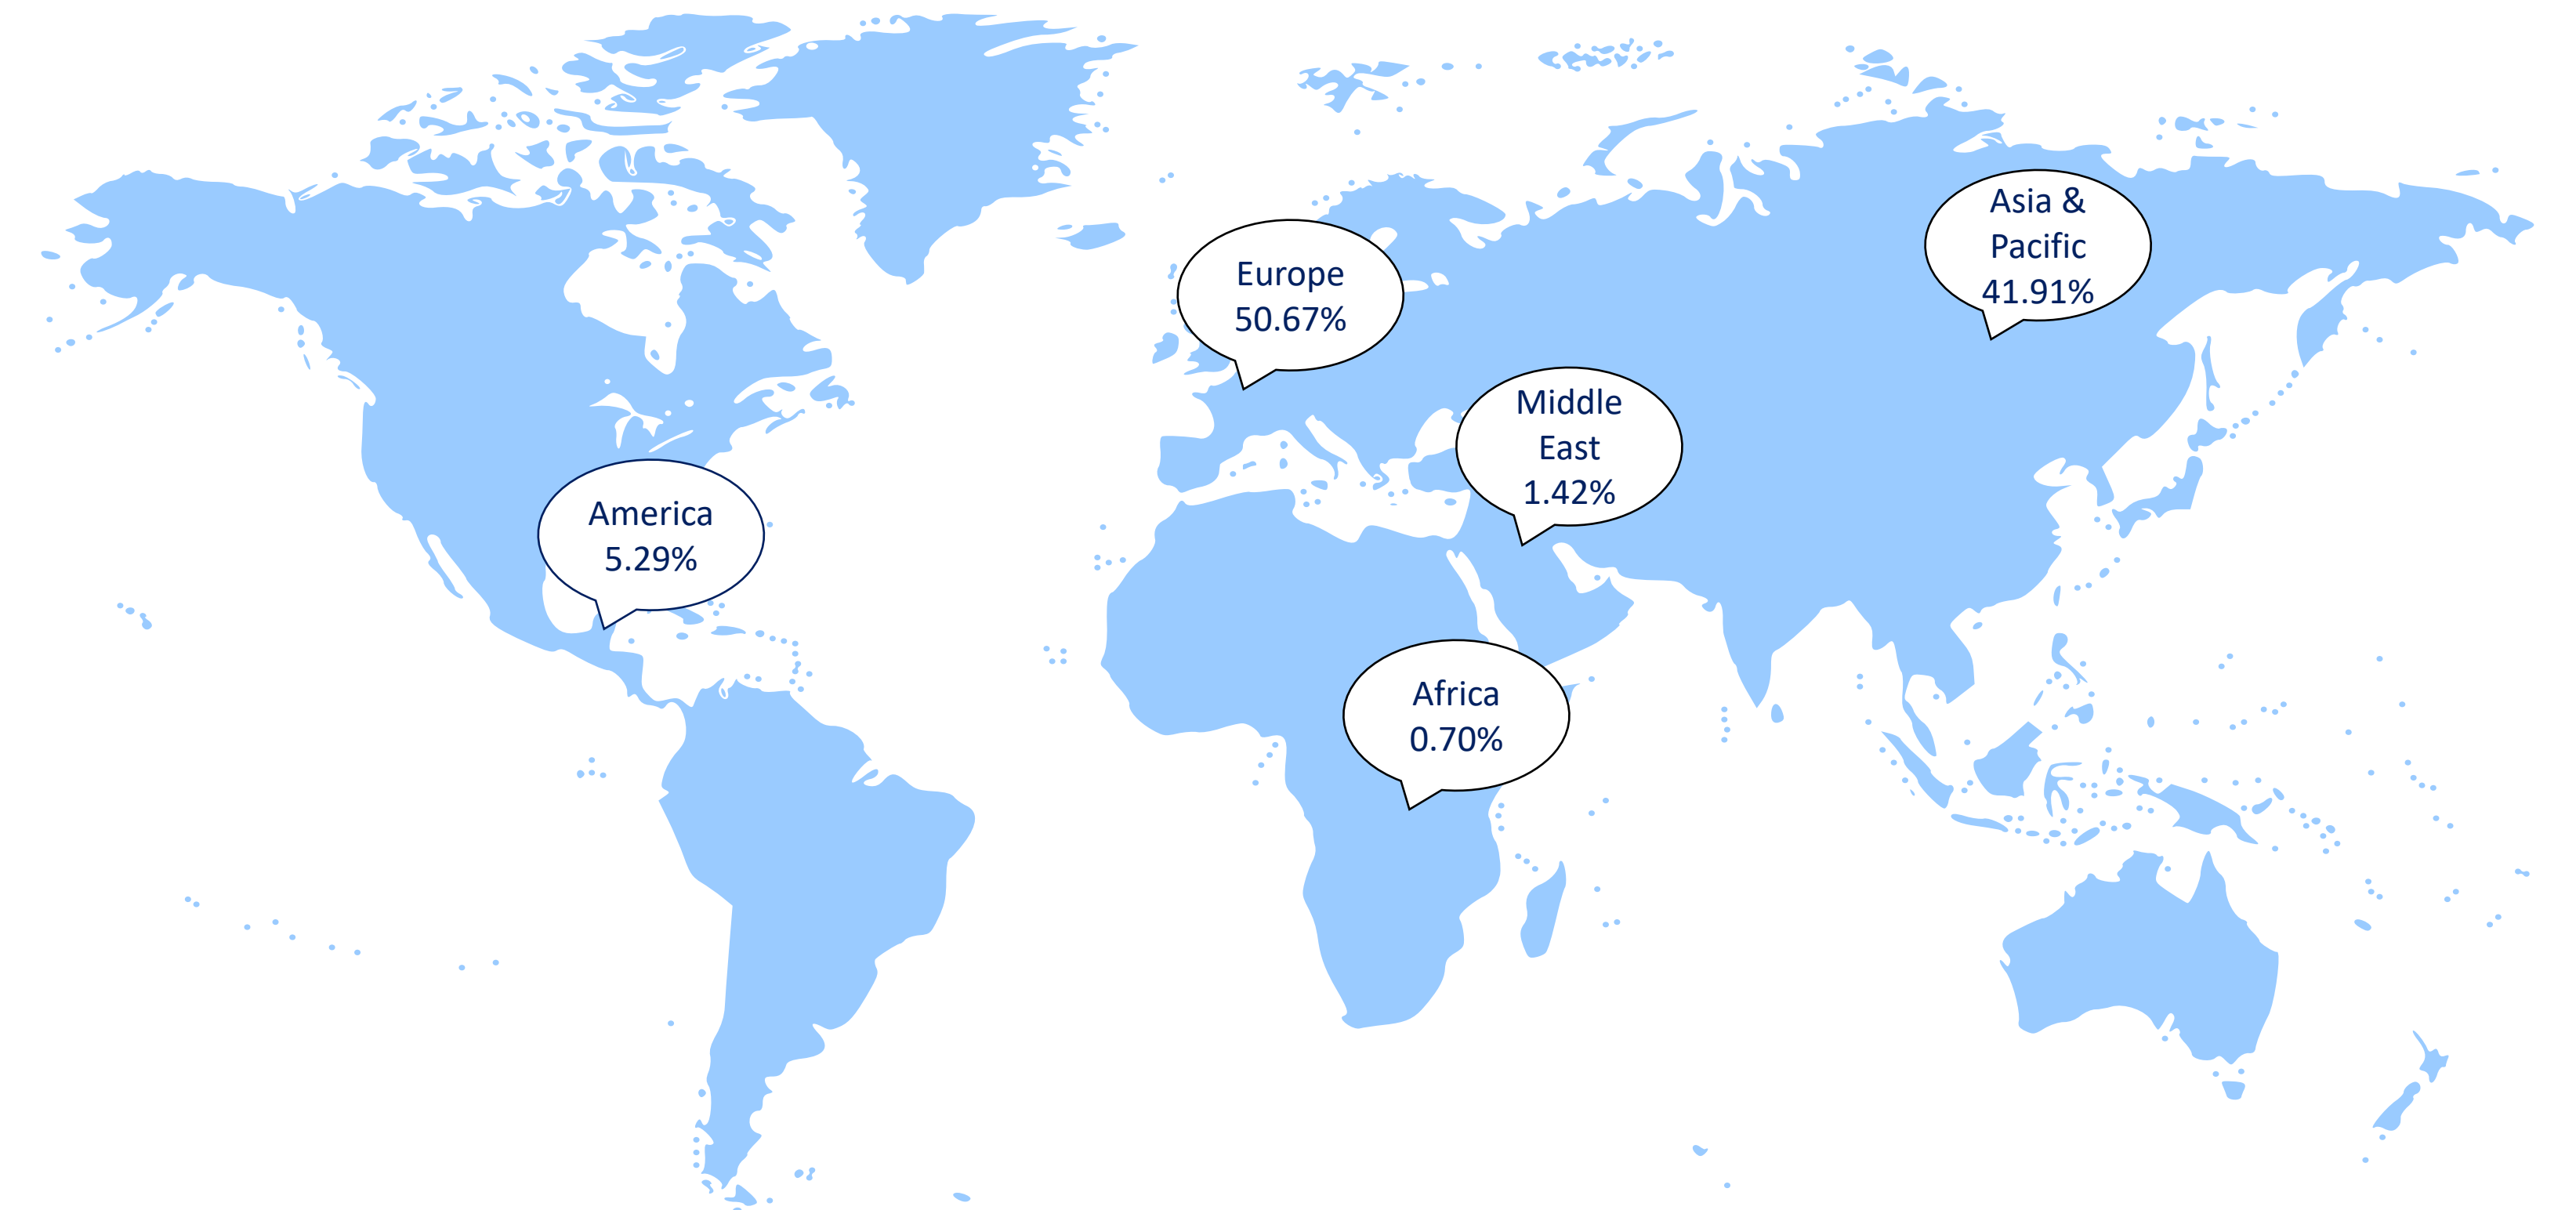 Asia &
Pacific
41.91%
Europe
50.67%
Middle
East
1.42%
America
5.29%
Africa
0.70%